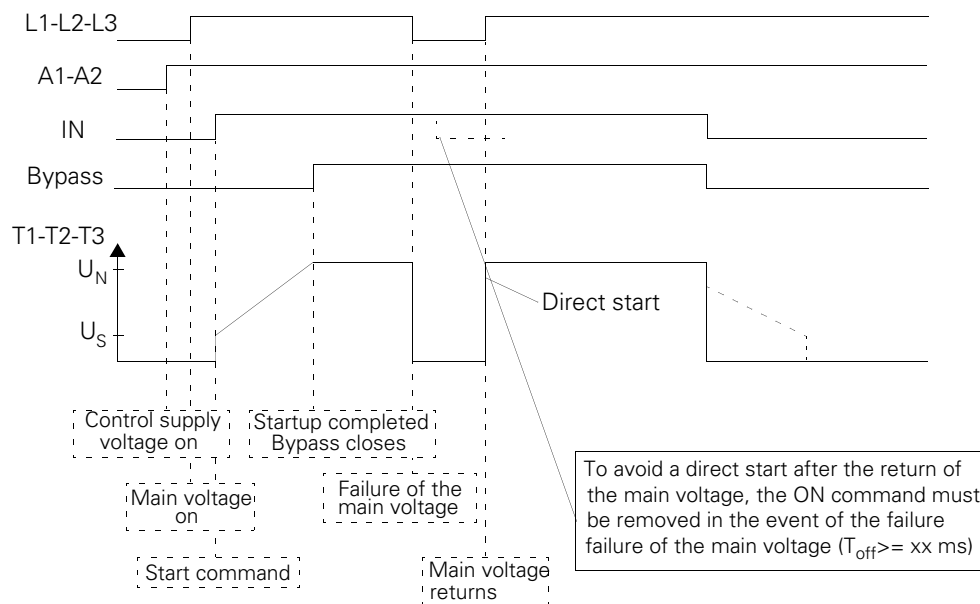 L1-L2-L3
A1-A2
IN
Bypass
T1-T2-T3
UN
US
Direct start
Control supply
voltage on
Startup completed
Bypass closes
Main voltage
on
Failure of the
main voltage
Start command
Main voltage
returns
To avoid a direct start after the return of
the main voltage, the ON command must
be removed in the event of the failure
failure of the main voltage (Toff>= xx ms)